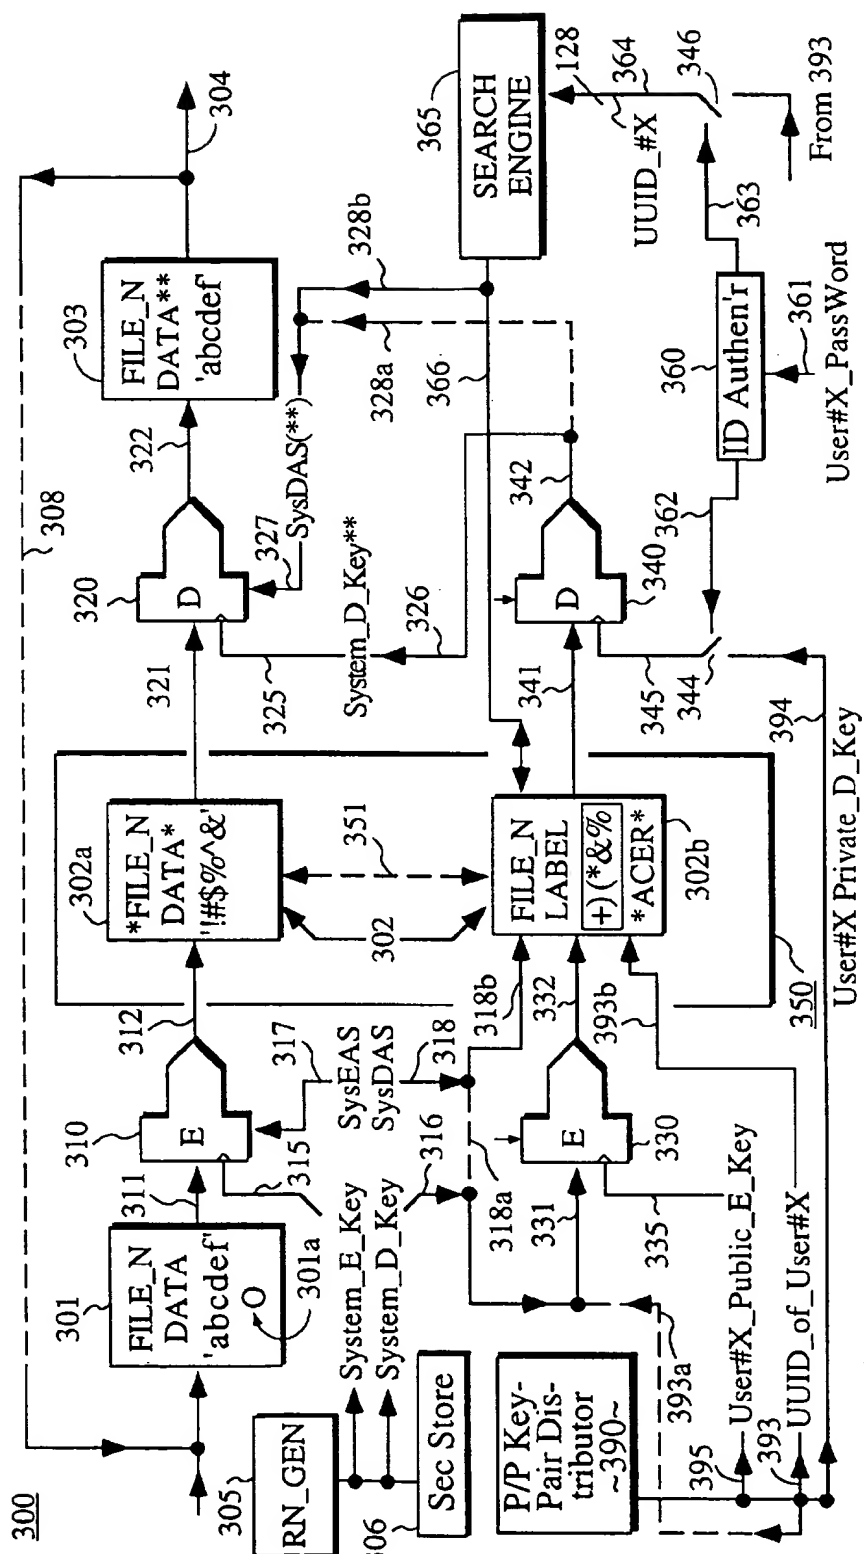 300
308
304
301
FILE_N
DATA
'abcdef'
301a
311
310
E
315
317
312
302a
*FILE_N
DATA*
'!#$%^&'
321
320
D
325
327
322
303
FILE_N
DATA**
'abcdef'
305
RN_GEN
Sec Store
System_E_Key
System_D_Key
316
SysEAS
SysDAS
318
318a
318b
302
351
System_D_Key**
326
SysDAS(**)
328a
328b
366
365
SEARCH
ENGINE
P/P Key-
Pair Dis-
tributor
~390~
393a
331
330
E
335
332
393b
FILE_N
LABEL
+)(*&%
*ACER*
302b
341
340
D
342
345
344
362
360
ID Authen'r
361
User#X_PassWord
363
UUID_#X
128
364
346
From 393
395
User#X_Public_E_Key
393
UUID_of_User#X
350
394
User#X Private_D_Key